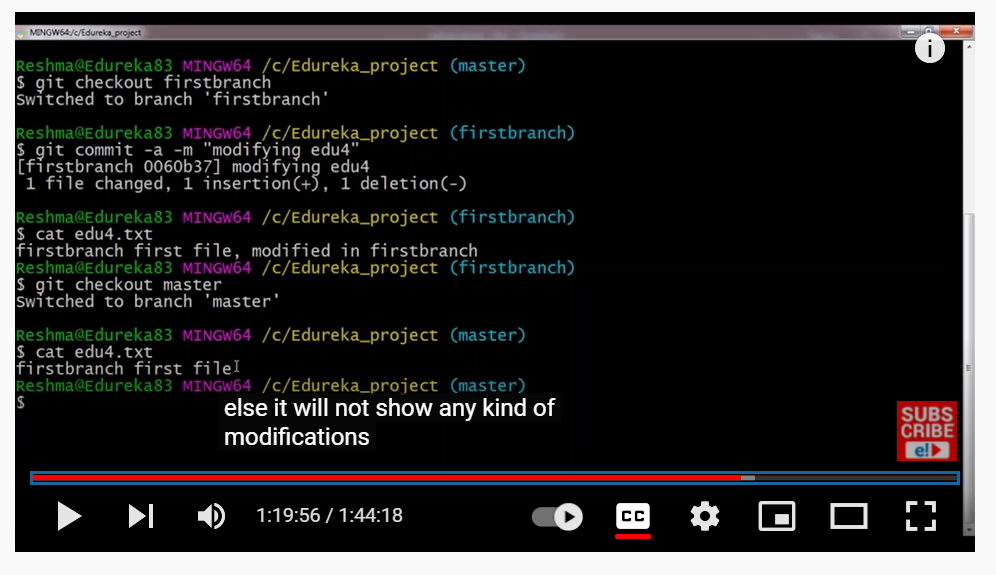 MINGW64:/c/Edureka_project
Reshma@Edureka83 MINGW64 /c/Edureka_project (master)
$ git checkout firstbranch
Switched to branch 'firstbranch'
Reshma@Edureka83 MINGW64 /c/Edureka_project (firstbranch)
$ git commit -a -m "modifying edu4"
[firstbranch 0060b37] modifying edu4
1 file changed, 1 insertion(+), 1 deletion(-)
Reshma@Edureka83 MINGW64 /c/Edureka_project (firstbranch)
$ cat edu4.txt
firstbranch first file, modified in firstbranch
Reshma@Edureka83 MINGW64 /c/Edureka_project (firstbranch)
$ git checkout master
Switched to branch 'master'
Reshma@Edureka83 MINGW64 /c/Edureka_project (master)
$ cat edu4.txt
firstbranch first file
Reshma@Edureka83 MINGW64 /c/Edureka_project (master)
$
else it will not show any kind of
modifications
SUBS
CRIBE
e!
1:19:56 / 1:44:18
CC